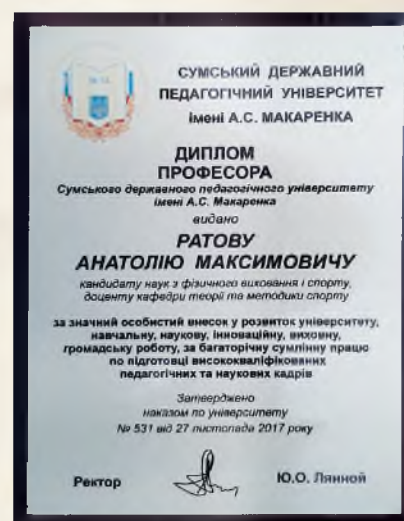 СУМСЬКИЙ ДЕРЖАВНИЙ
ПЕДАГОГІЧНИЙ УНІВЕРСИТЕТ
імені А.С. МАКАРЕНКА
ДИПЛОМ
ПРОФЕСОРА
Сумського державного педагогічного університету
імені А.С. Макаренка
видано
РАТОВУ
АНАТОЛІЮ МАКСИМОВИЧУ
кандидату наук з фізичного виховання і спорту,
доценту кафедри теорії та методики спорту
за значний особистий внесок у розвиток університету,
навчальну, наукову, інноваційну, виховну,
громадську роботу, за багаторічну сумлінну працю
по підготовці висококваліфікованих
педагогічних та наукових кадрів
Затверджено
наказом по університету
№ 531 від 27 листопада 2017 року
Ректор
Ю.О. Лянной